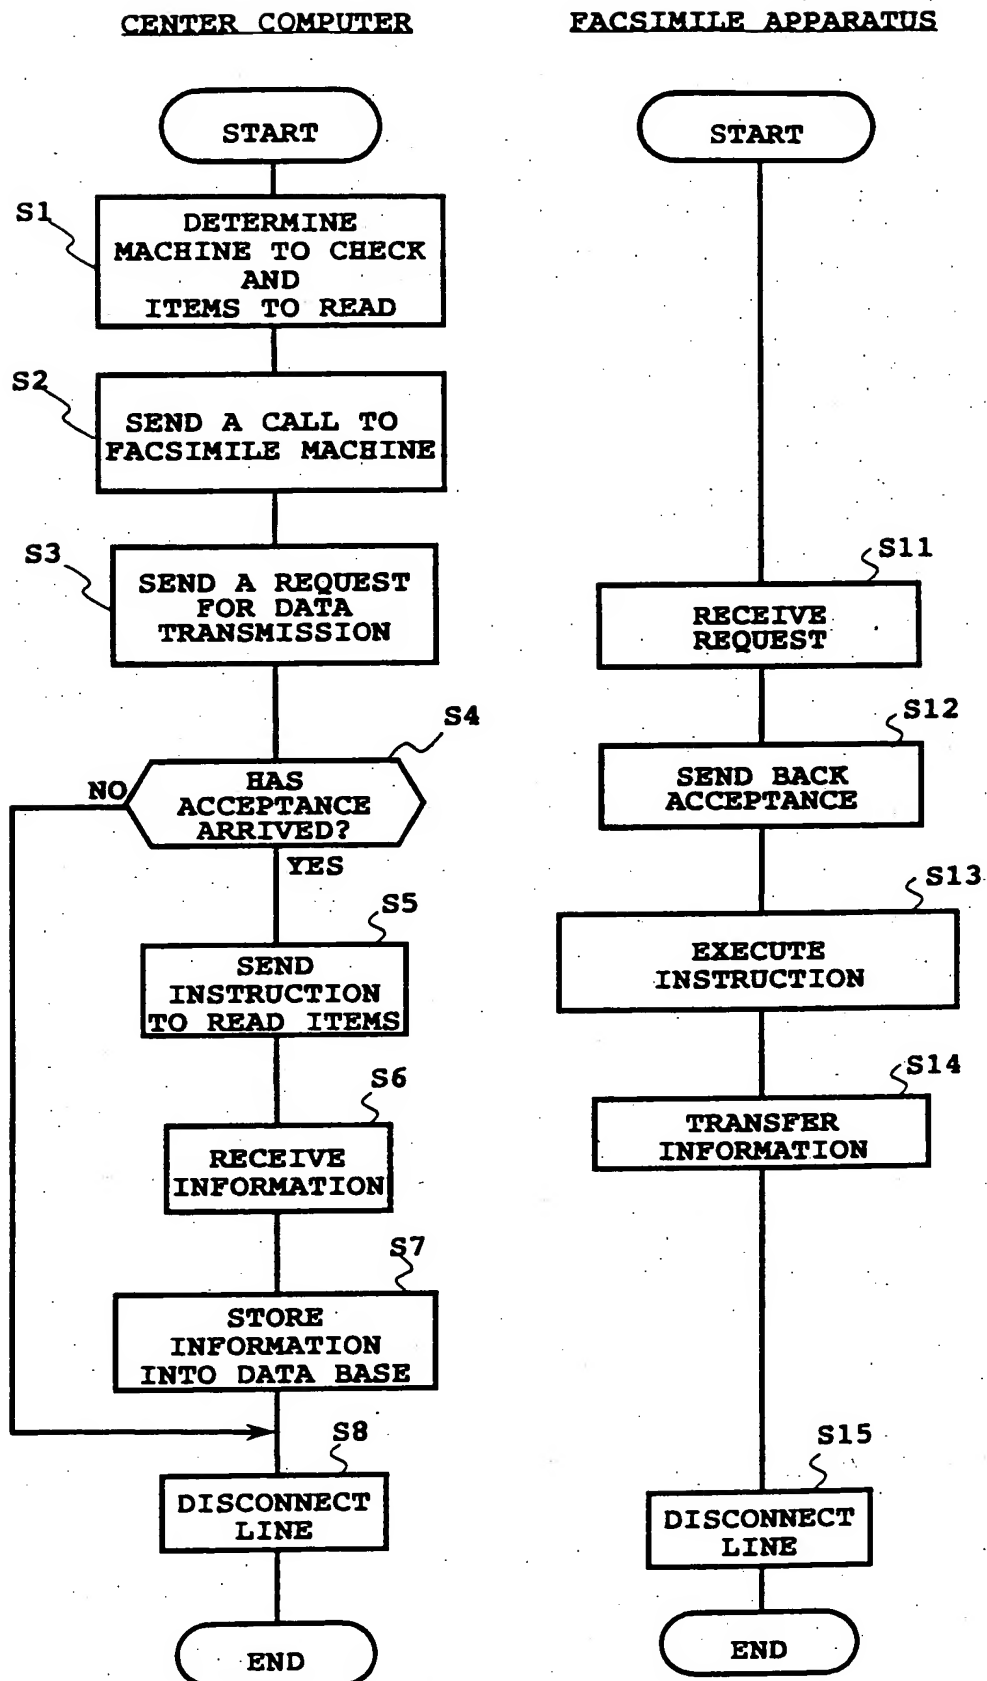 CENTER COMPUTER
START
S1
DETERMINE
MACHINE TO CHECK
AND
ITEMS TO READ
S2
SEND A CALL TO
FACSIMILE MACHINE
S3
SEND A REQUEST
FOR DATA
TRANSMISSION
S4
HAS
ACCEPTANCE
ARRIVED?
NO
YES
S5
SEND
INSTRUCTION
TO READ ITEMS
S6
RECEIVE
INFORMATION
S7
STORE
INFORMATION
INTO DATA BASE
S8
DISCONNECT
LINE
END
FACSIMILE APPARATUS
START
S11
RECEIVE
REQUEST
S12
SEND BACK
ACCEPTANCE
S13
EXECUTE
INSTRUCTION
S14
TRANSFER
INFORMATION
S15
DISCONNECT
LINE
END